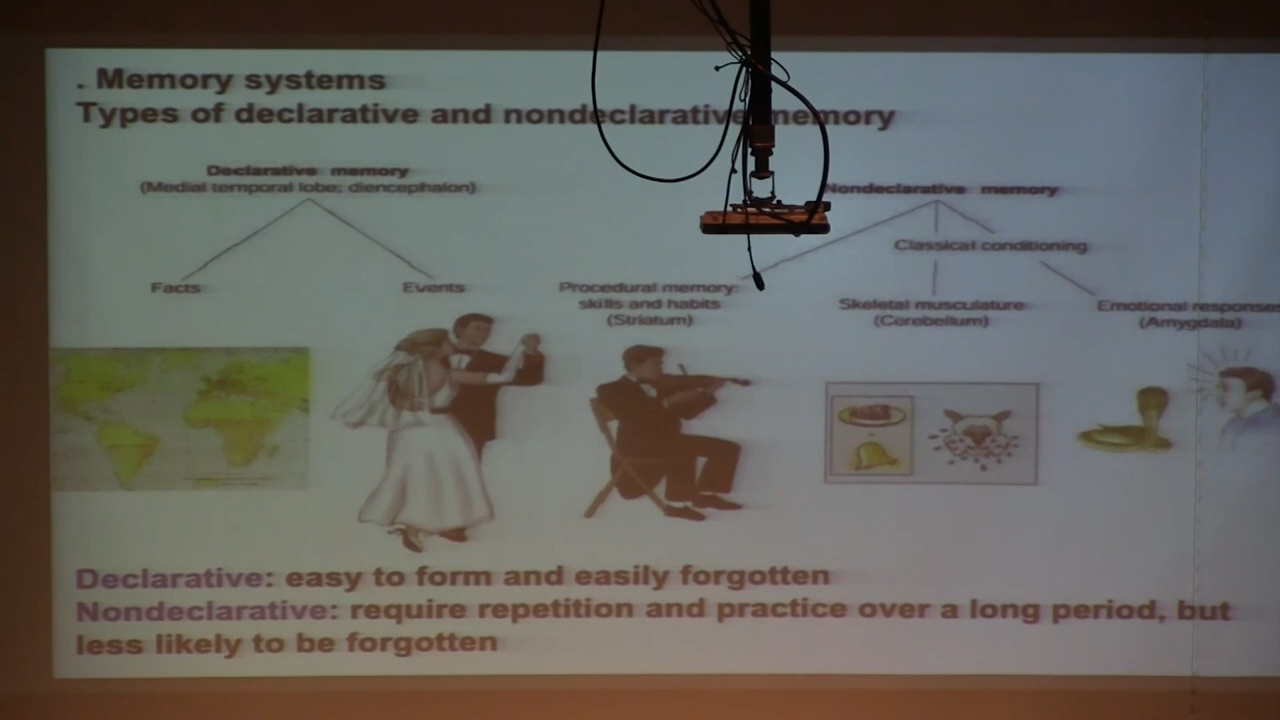 . Memory systems
Types of declarative and nondeclarative memory
Declarative memory
(Medial temporal lobe; diencephalon)
Facts
Events
Nondeclarative memory
Classical conditioning
Procedural memory:
skills and habits
(Striatum)
Skeletal musculature
(Cerebellum)
Emotional response
(Amygdala)
Declarative: easy to form and easily forgotten
Nondeclarative: require repetition and practice over a long period, but
less likely to be forgotten